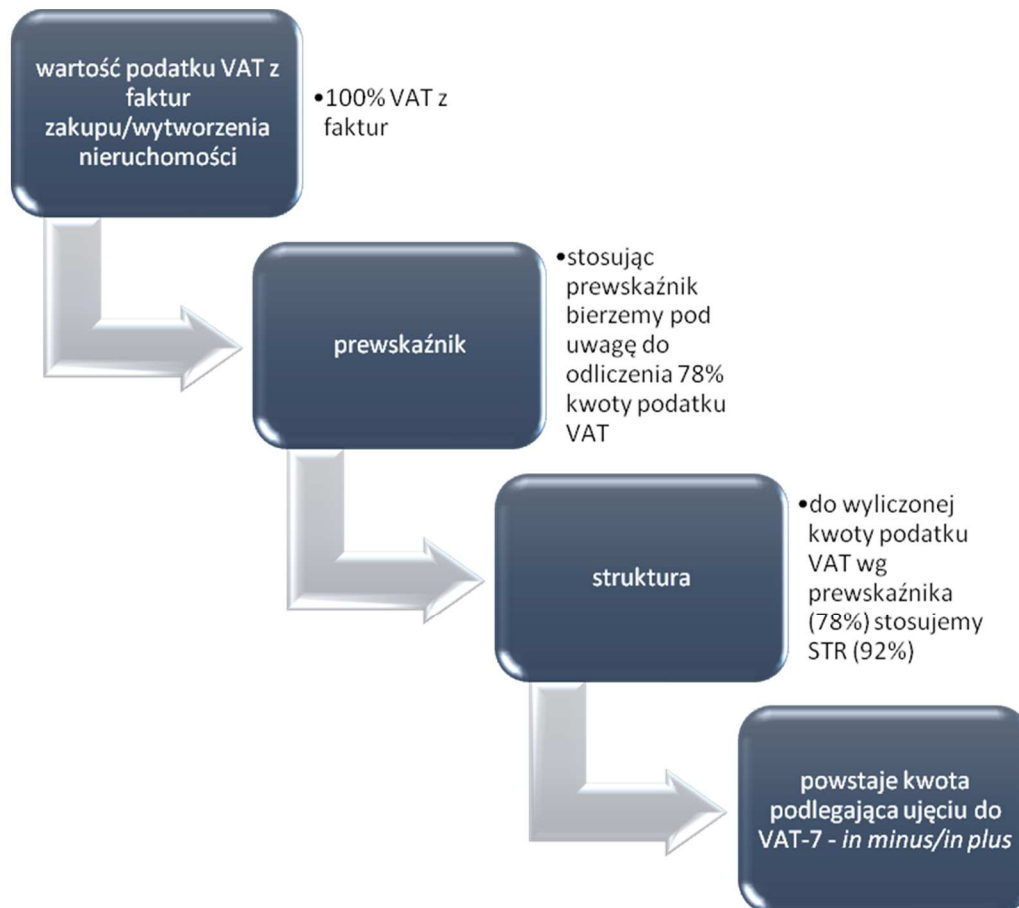 wartość podatku VAT z
faktur
zakupu/wytworzenia
nieruchomości
•100% VAT z
faktur
prewskaźnik
•stosując
prewskaźnik
bierzemy pod
uwagę do
odliczenia 78%
kwoty podatku
VAT
struktura
•do wyliczonej
kwoty podatku
VAT wg
prewskaźnika
(78%) stosujemy
STR (92%)
powstaje kwota
podlegająca ujęciu do
VAT-7 - in minus/in plus